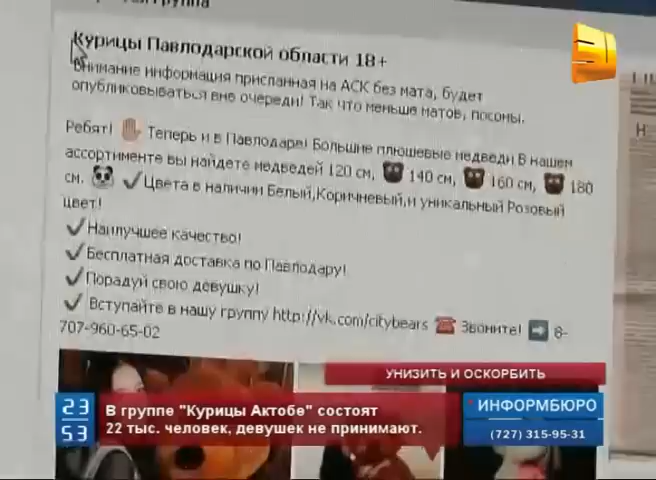 Курицы Павлодарской области 18+
Внимание информация присланная на АСК без мата, будет
опубликовываться вне очереди! Так что меньше матов, посоны.
Ребят! Теперь и в Павлодаре! Большие плюшевые медведи В нашем
ассортименте вы найдете медведей 120 см, 140 см, 160 см, 180
см. ✔Цвета в наличии Белый,Коричневый,и уникальный Розовый
цвет!
✔Наилучшее качество!
✔Бесплатная доставка по Павлодару!
✔Порадуй свою девушку!
✔ Вступайте в нашу группу http://vk.com/citybears ☎ Звоните! ➡ 8-
707-960-65-02
УНИЗИТЬ И ОСКОРБИТЬ
23
53
В группе "Курицы Актобе" состоят
22 тыс. человек, девушек не принимают.
ИНФОРМБЮРО
(727) 315-95-31